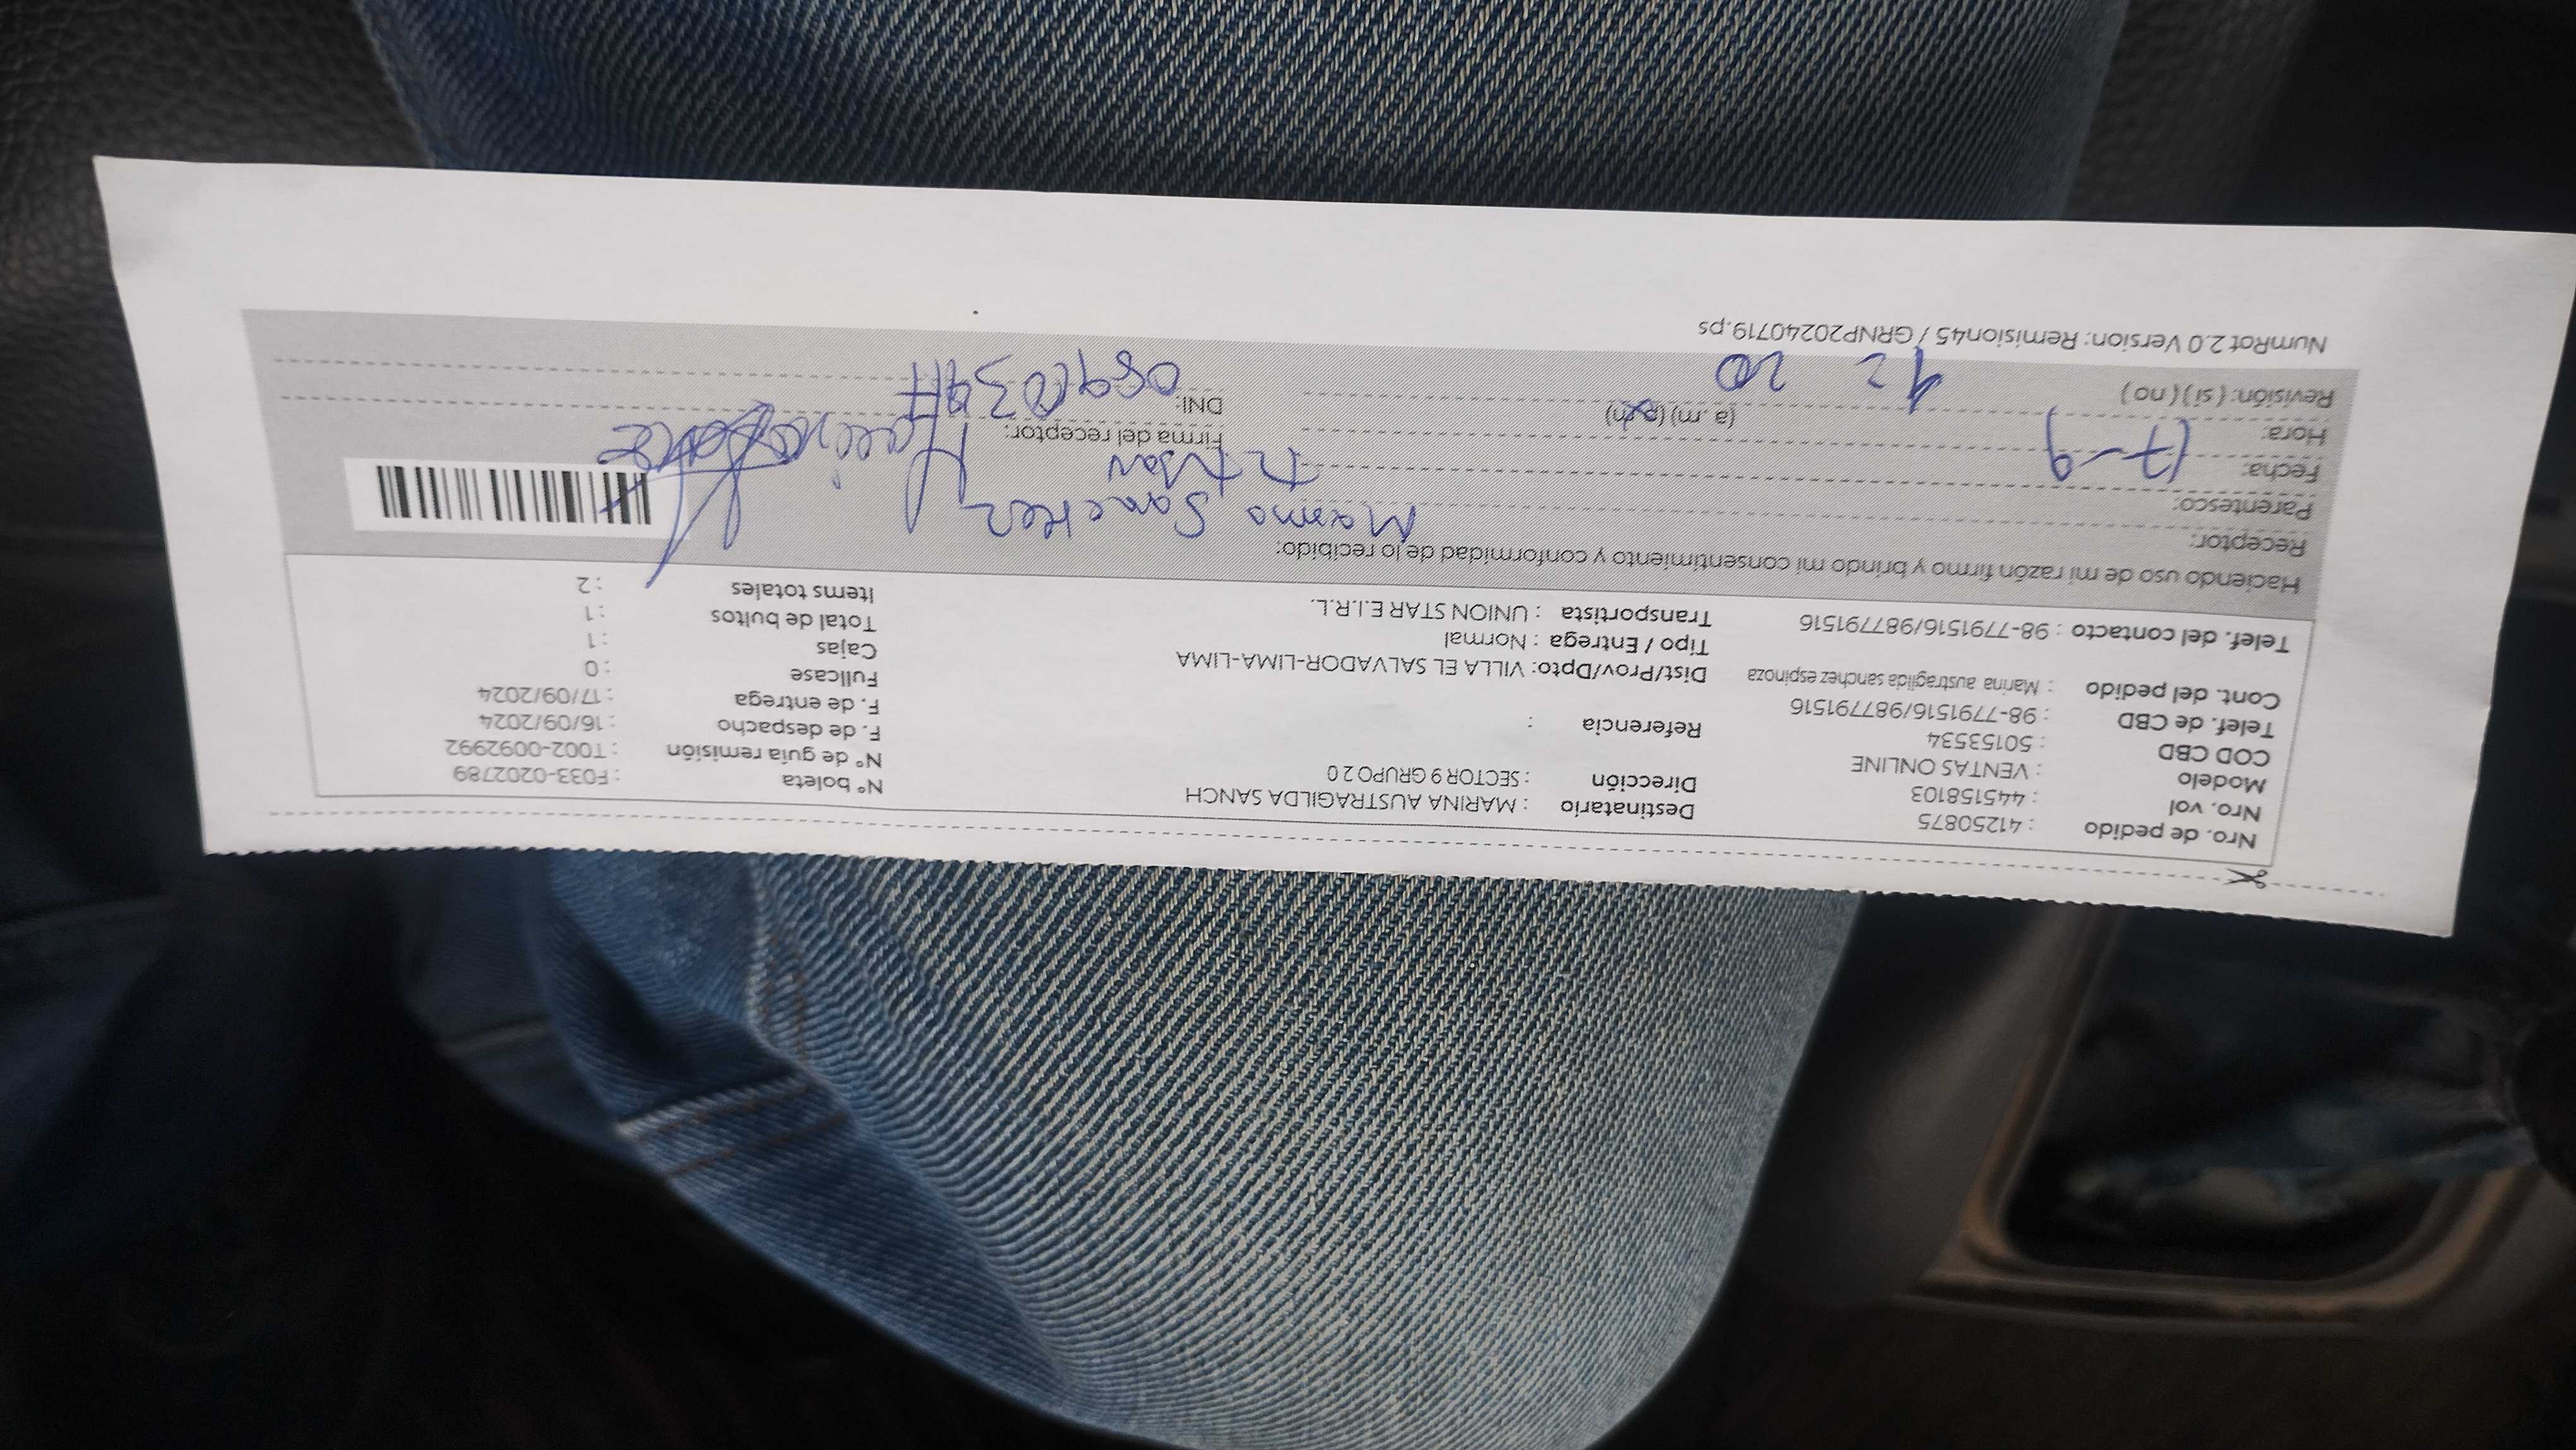 Nro. de pedido : 41250875
Nro. vol : 445158103
Modelo : VENTAS ONLINE
COD CBD : 50153534
Telef. de CBD : 98-7791516/987791516
Cont. del pedido : Marina austragilda sanchez espinoza
Telef. del contacto : 98-7791516/987791516
Destinatario : MARINA AUSTRAGILDA SANCH
Dirección : SECTOR 9 GRUPO 2 0
Referencia :
Dist/Prov/Dpto: VILLA EL SALVADOR-LIMA-LIMA
Tipo / Entrega : Normal
Transportista : UNION STAR E.I.R.L.
N° boleta : F033-0202789
N° de guía remisión : T002-0092992
F. de despacho : 16/09/2024
F. de entrega : 17/09/2024
Fullcase : 0
Cajas : 1
Total de bultos : 1
Items totales : 2
Haciendo uso de mi razón firmo y brindo mi consentimiento y conformidad de lo recibido:
Receptor: Sanchez
Parentesco:
Fecha: 17-9
Hora: 12 20 (a. m) (p.m)
Revisión: ( si ) ( no )
Firma del receptor:
DNI:
NumRot 2.0 Version: Remision45 / GRNP20240719.ps